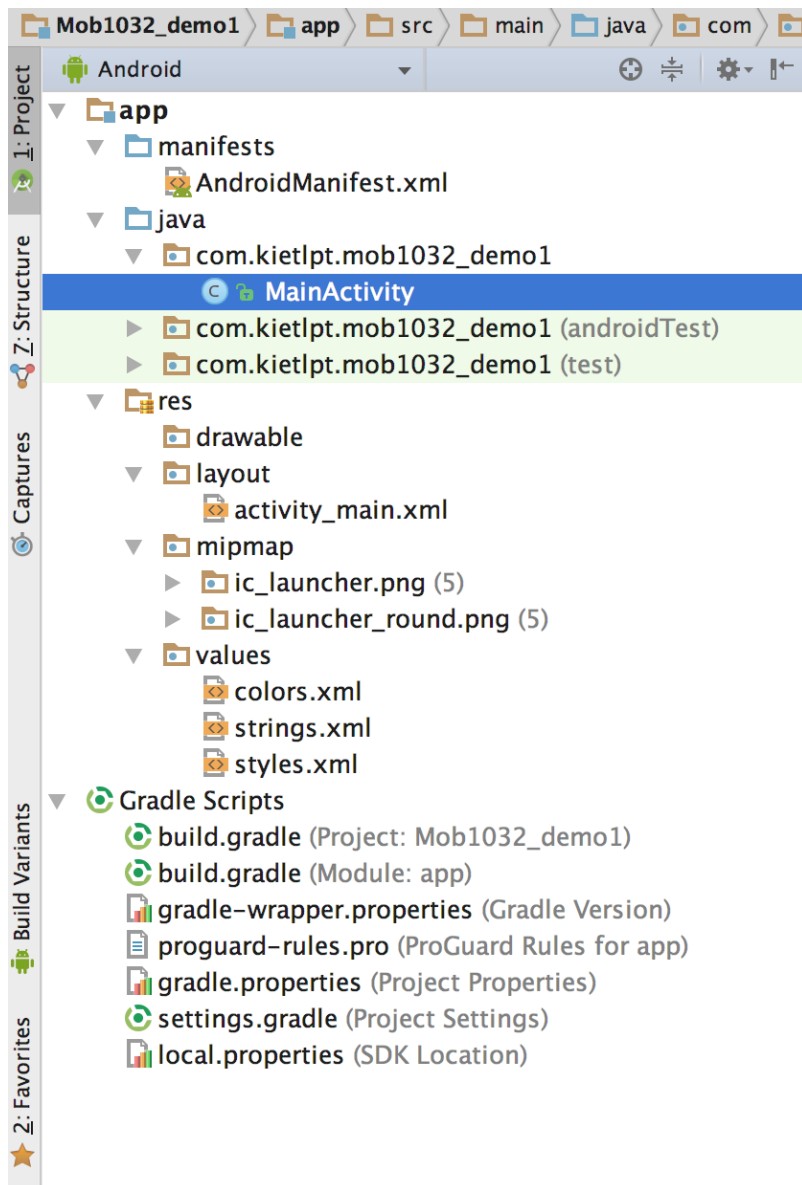 Mob1032_demo1 app src main java com
Android
1: Project
7: Structure
Captures
Build Variants
2: Favorites
app
manifests
AndroidManifest.xml
java
com.kietlpt.mob1032_demo1
C MainActivity
com.kietlpt.mob1032_demo1 (androidTest)
com.kietlpt.mob1032_demo1 (test)
res
drawable
layout
activity_main.xml
mipmap
ic_launcher.png (5)
ic_launcher_round.png (5)
values
colors.xml
strings.xml
styles.xml
Gradle Scripts
build.gradle (Project: Mob1032_demo1)
build.gradle (Module: app)
gradle-wrapper.properties (Gradle Version)
proguard-rules.pro (ProGuard Rules for app)
gradle.properties (Project Properties)
settings.gradle (Project Settings)
local.properties (SDK Location)